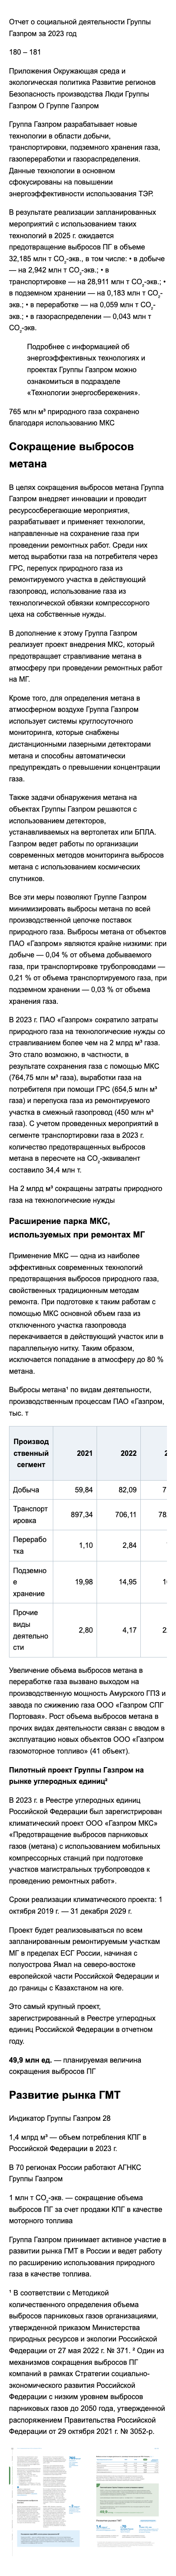 Отчет о социальной деятельности Группы
Газпром за 2023 год
180 – 181
Приложения Окружающая среда и
экологическая политика Развитие регионов
Безопасность производства Люди Группы
Газпром О Группе Газпром
Группа Газпром разрабатывает новые
технологии в области добычи,
транспортировки, подземного хранения газа,
газопереработки и газораспределения.
Данные технологии в основном
сфокусированы на повышении
энергоэффективности использования ТЭР.
В результате реализации запланированных
мероприятий с использованием таких
технологий в 2025 г. ожидается
предотвращение выбросов ПГ в объеме
32,185 млн т CO₂-экв., в том числе: • в добыче
— на 2,942 млн т CO₂-экв.; • в
транспортировке — на 28,911 млн т CO₂-экв.; •
в подземном хранении — на 0,183 млн т CO₂-
экв.; • в переработке — на 0,059 млн т CO₂-
экв.; • в газораспределении — 0,043 млн т
CO₂-экв.
Подробнее с информацией об
энергоэффективных технологиях и
проектах Группы Газпром можно
ознакомиться в подразделе
«Технологии энергосбережения».
765 млн м³ природного газа сохранено
благодаря использованию МКС
Сокращение выбросов
метана
В целях сокращения выбросов метана Группа
Газпром внедряет инновации и проводит
ресурсосберегающие мероприятия,
разрабатывает и применяет технологии,
направленные на сохранение газа при
проведении ремонтных работ. Среди них
метод выработки газа на потребителя через
ГРС, перепуск природного газа из
ремонтируемого участка в действующий
газопровод, использование газа из
технологической обвязки компрессорного
цеха на собственные нужды.
В дополнение к этому Группа Газпром
реализует проект внедрения МКС, который
предотвращает стравливание метана в
атмосферу при проведении ремонтных работ
на МГ.
Кроме того, для определения метана в
атмосферном воздухе Группа Газпром
использует системы круглосуточного
мониторинга, которые снабжены
дистанционными лазерными детекторами
метана и способны автоматически
предупреждать о превышении концентрации
газа.
Также задачи обнаружения метана на
объектах Группы Газпром решаются с
использованием детекторов,
устанавливаемых на вертолетах или БПЛА.
Газпром ведет работы по организации
современных методов мониторинга выбросов
метана с использованием космических
спутников.
Все эти меры позволяют Группе Газпром
минимизировать выбросы метана по всей
производственной цепочке поставок
природного газа. Выбросы метана от объектов
ПАО «Газпром» являются крайне низкими: при
добыче — 0,04 % от объема добываемого
газа, при транспортировке трубопроводами —
0,21 % от объема транспортируемого газа, при
подземном хранении — 0,03 % от объема
хранения газа.
В 2023 г. ПАО «Газпром» сократило затраты
природного газа на технологические нужды со
стравливанием более чем на 2 млрд м³ газа.
Это стало возможно, в частности, в
результате сохранения газа с помощью МКС
(764,75 млн м³ газа), выработки газа на
потребителя при помощи ГРС (654,5 млн м³
газа) и перепуска газа из ремонтируемого
участка в смежный газопровод (450 млн м³
газа). С учетом проведенных мероприятий в
сегменте транспортировки газа в 2023 г.
количество предотвращенных выбросов
метана в пересчете на CO₂-эквивалент
составило 34,4 млн т.
На 2 млрд м³ сокращены затраты природного
газа на технологические нужды
Расширение парка МКС,
используемых при ремонтах МГ
Применение МКС — одна из наиболее
эффективных современных технологий
предотвращения выбросов природного газа,
свойственных традиционным методам
ремонта. При подготовке к таким работам с
помощью МКС основной объем газа из
отключенного участка газопровода
перекачивается в действующий участок или в
параллельную нитку. Таким образом,
исключается попадание в атмосферу до 80 %
метана.
Выбросы метана¹ по видам деятельности,
производственным процессам ПАО «Газпром,
тыс. т
Производ
ственный
сегмент
2021
2022
Добыча
59,84
82,09
Транспорт
ировка
897,34
706,11
78
Перерабо
тка
1,10
2,84
Подземно
е
хранение
19,98
14,95
Прочие
виды
деятельно
сти
2,80
4,17
Увеличение объема выбросов метана в
переработке газа вызвано выходом на
производственную мощность Амурского ГПЗ и
завода по сжижению газа ООО «Газпром СПГ
Портовая». Рост объема выбросов метана в
прочих видах деятельности связан с вводом в
эксплуатацию новых объектов ООО «Газпром
газомоторное топливо» (41 объект).
Пилотный проект Группы Газпром на
рынке углеродных единиц²
В 2023 г. в Реестре углеродных единиц
Российской Федерации был зарегистрирован
климатический проект ООО «Газпром МКС»
«Предотвращение выбросов парниковых
газов (метана) с использованием мобильных
компрессорных станций при подготовке
участков магистральных трубопроводов к
проведению ремонтных работ».
Сроки реализации климатического проекта: 1
октября 2019 г. — 31 декабря 2029 г.
Проект будет реализовываться по всем
запланированным ремонтируемым участкам
МГ в пределах ЕСГ России, начиная с
полуострова Ямал на северо-востоке
европейской части Российской Федерации и
до границы с Казахстаном на юге.
Это самый крупный проект,
зарегистрированный в Реестре углеродных
единиц Российской Федерации в отчетном
году.
49,9 млн ед. — планируемая величина
сокращения выбросов ПГ
Развитие рынка ГМТ
Индикатор Группы Газпром 28
1,4 млрд м³ — объем потребления КПГ в
Российской Федерации в 2023 г.
В 70 регионах России работают АГНКС
Группы Газпром
1 млн т CO₂-экв. — сокращение объема
выбросов ПГ за счет продажи КПГ в качестве
моторного топлива
Группа Газпром принимает активное участие в
развитии рынка ГМТ в России и ведет работу
по расширению использования природного
газа в качестве топлива.
¹ В соответствии с Методикой
количественного определения объема
выбросов парниковых газов организациями,
утвержденной приказом Министерства
природных ресурсов и экологии Российской
Федерации от 27 мая 2022 г. № 371. ² Один из
механизмов сокращения выбросов ПГ
компаний в рамках Стратегии социально-
экономического развития Российской
Федерации с низким уровнем выбросов
парниковых газов до 2050 года, утвержденной
распоряжением Правительства Российской
Федерации от 29 октября 2021 г. № 3052-р.